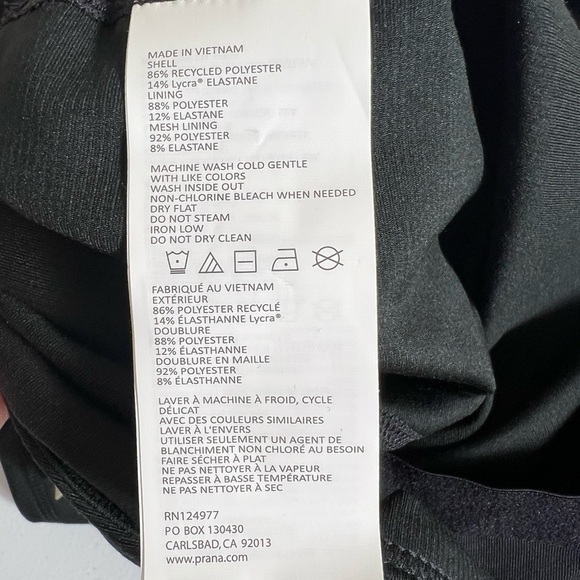 MADE IN VIETNAM
SHELL
86% RECYCLED POLYESTER
14% Lycra® ELASTANE
LINING
88% POLYESTER
12% ELASTANE
MESH LINING
92% POLYESTER
8% ELASTANE
MACHINE WASH COLD GENTLE
WITH LIKE COLORS
WASH INSIDE OUT
NON-CHLORINE BLEACH WHEN NEEDED
DRY FLAT
DO NOT STEAM
IRON LOW
DO NOT DRY CLEAN
FABRIQUÉ AU VIETNAM
EXTÉRIEUR
86% POLYESTER RECYCLÉ
14% ÉLASTHANNE Lycra®
DOUBLURE
88% POLYESTER
12% ÉLASTHANNE
DOUBLURE EN MAILLE
92% POLYESTER
8% ÉLASTHANNE
LAVER À MACHINE À FROID, CYCLE
DÉLICAT
AVEC DES COULEURS SIMILAIRES
LAVER À L'ENVERS
UTILISER SEULEMENT UN AGENT DE
BLANCHIMENT NON CHLORÉ AU BESOIN
FAIRE SÉCHER À PLAT
NE PAS NETTOYER À LA VAPEUR
REPASSER À BASSE TEMPÉRATURE
NE PAS NETTOYER À SEC
RN124977
PO BOX 130430
CARLSBAD, CA 92013
www.prana.com